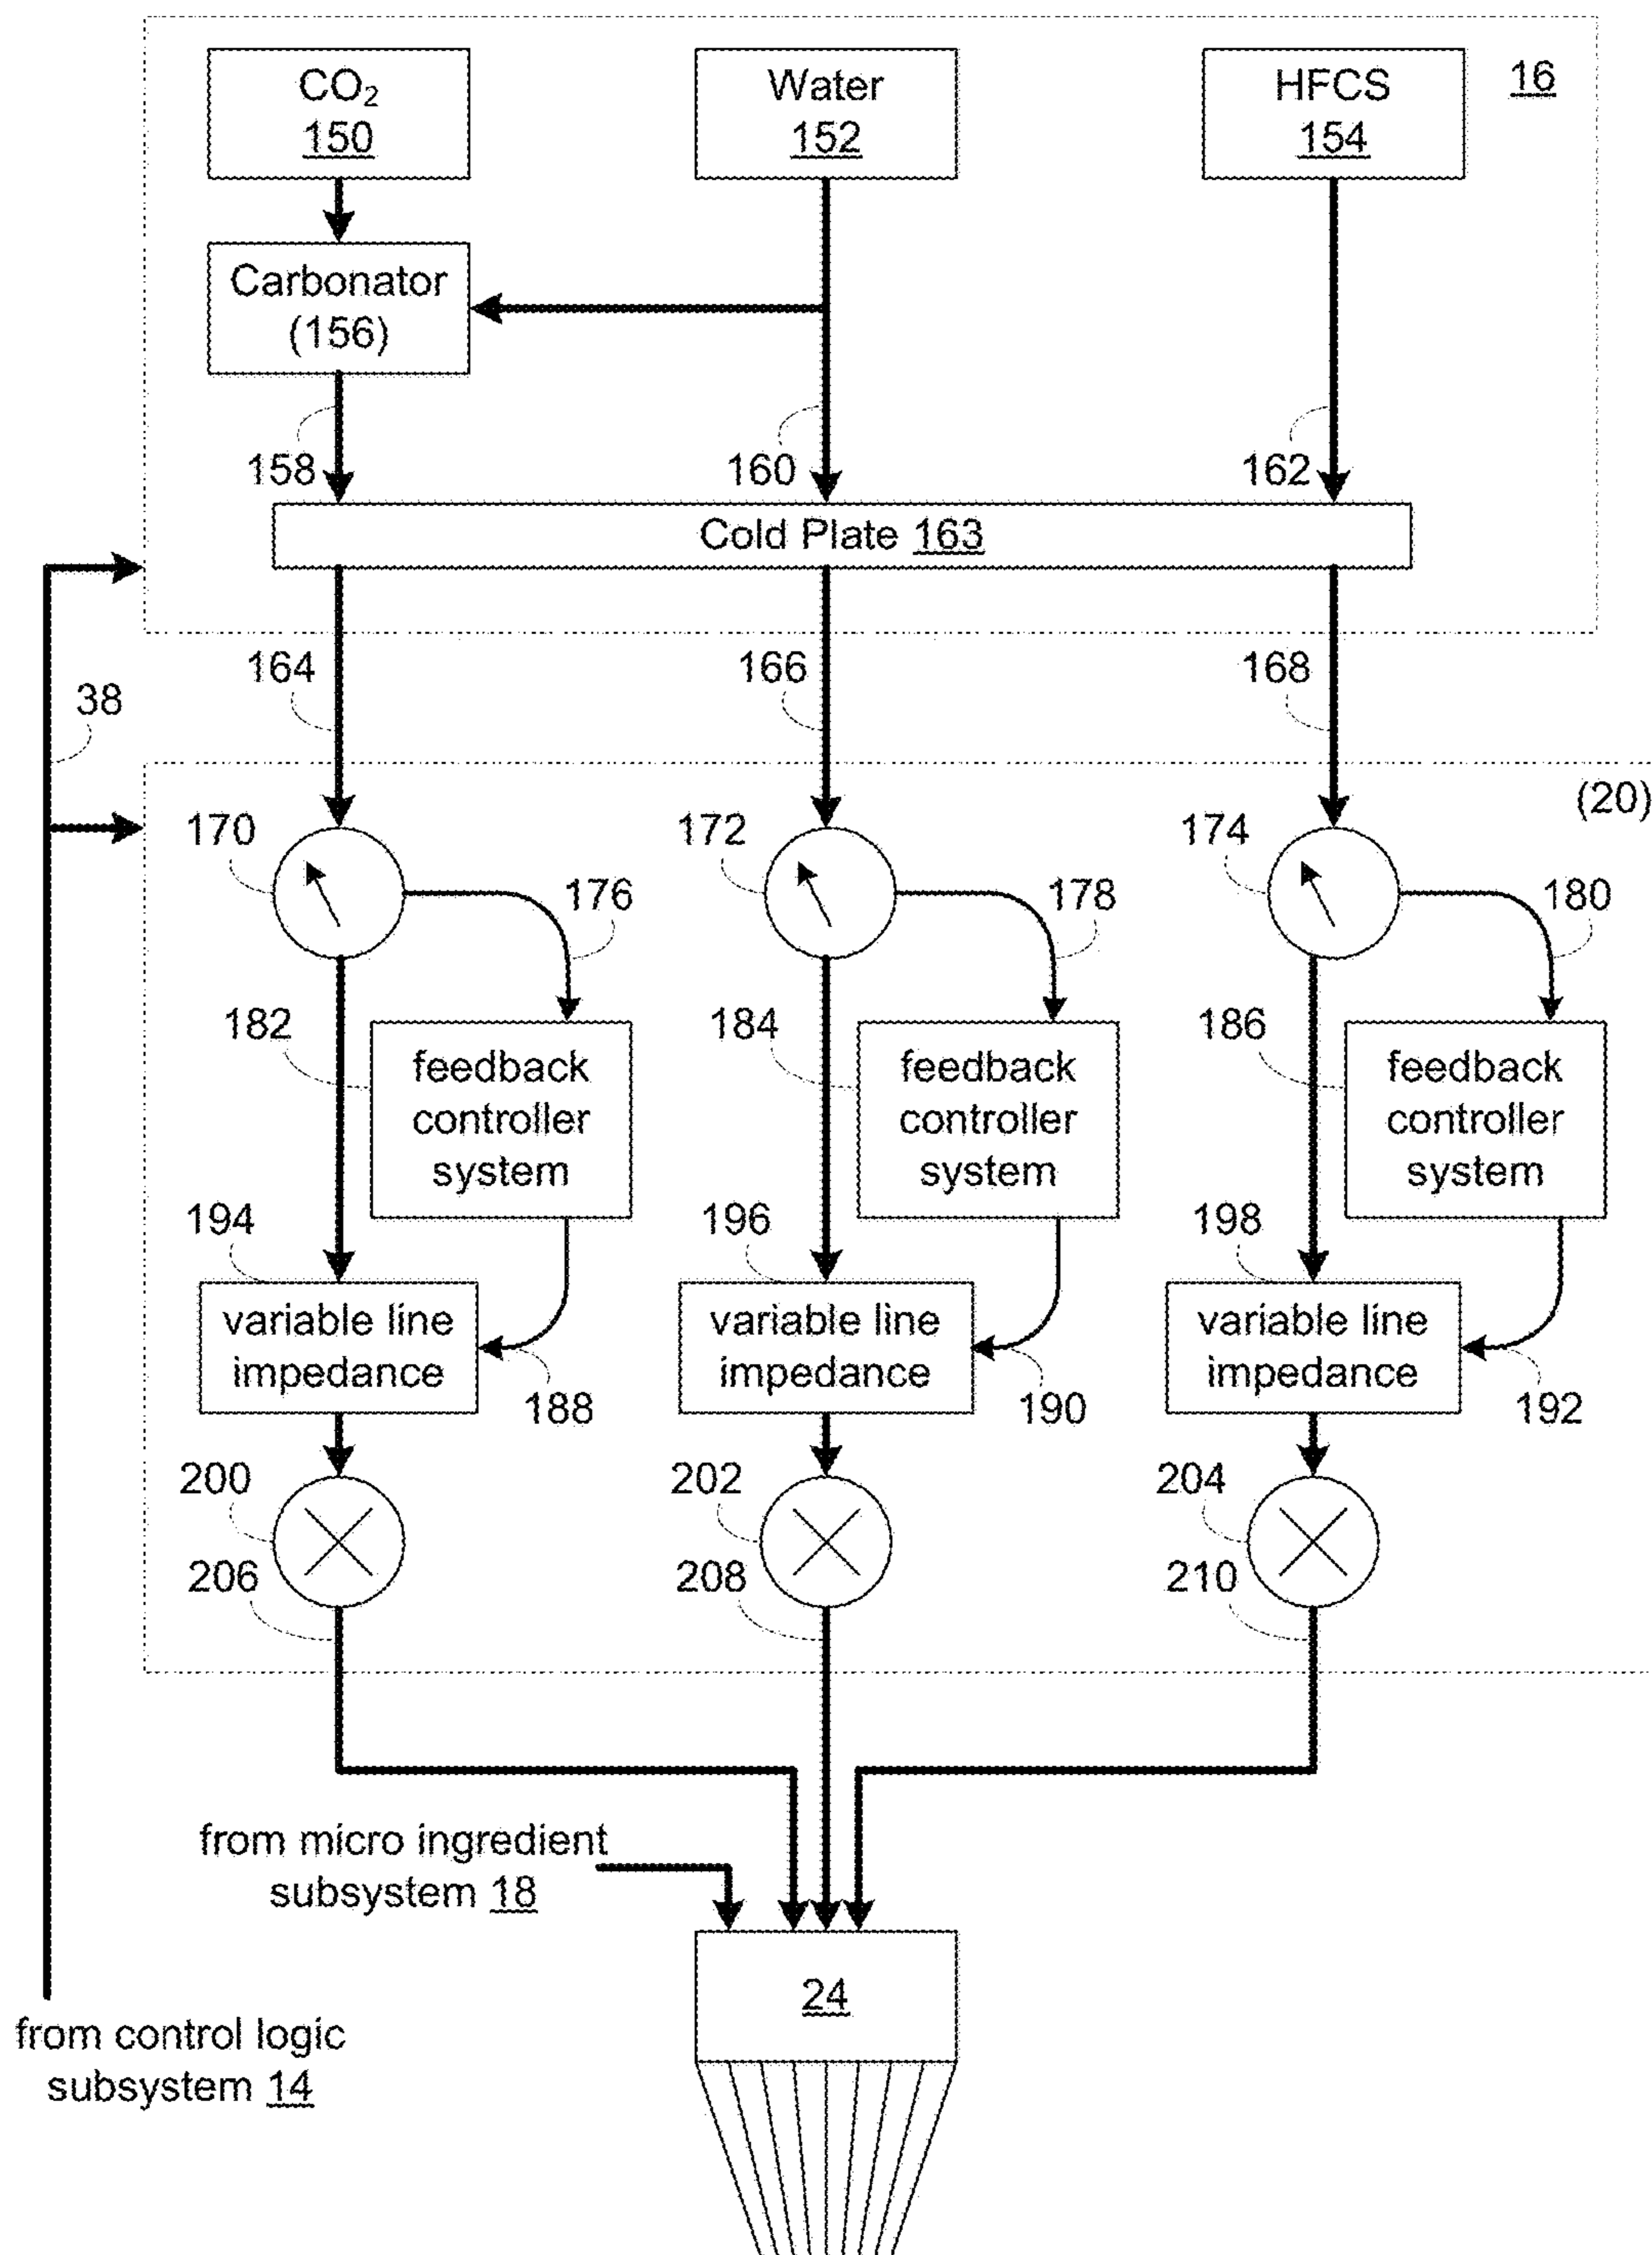 CO₂
150
Water
152
HFCS
154
16
Carbonator
(156)
158
160
162
Cold Plate 163
164
166
168
38
(20)
170
172
174
176
178
180
182
184
186
feedback
controller
system
feedback
controller
system
feedback
controller
system
194
196
198
variable line
impedance
variable line
impedance
variable line
impedance
188
190
192
200
202
204
206
208
210
from micro ingredient
subsystem 18
24
from control logic
subsystem 14